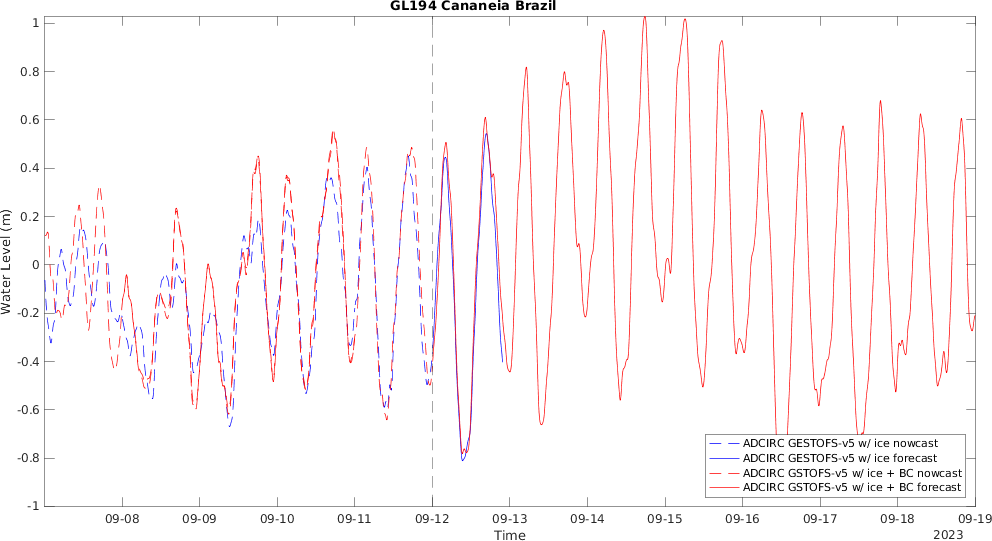 GL194 Cananeia Brazil
1
0.8
0.6
0.4
0.2
0
-0.2
-0.4
-0.6
-0.8
-1
Water Level (m)
ADCIRC GESTOFS-v5 w/ ice nowcast
ADCIRC GESTOFS-v5 w/ ice forecast
ADCIRC GSTOFS-v5 w/ ice + BC nowcast
ADCIRC GSTOFS-v5 w/ ice + BC forecast
09-08 09-09 09-10 09-11 09-12 09-13 09-14 09-15 09-16 09-17 09-18 09-19
Time
2023